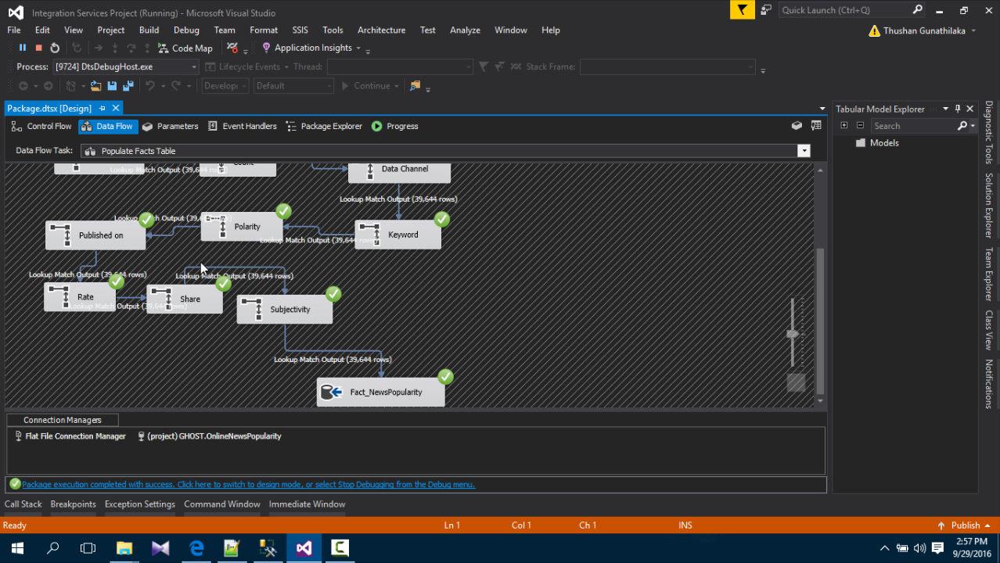 Integration Services Project (Running) - Microsoft Visual Studio
Quick Launch (Ctrl+Q)
File Edit View Project Build Debug Team Format SSIS Tools Architecture Test Analyze Window Help
Thushan Gunathilaka
Code Map Application Insights
Process: [9724] DtsDebugHost.exe Lifecycle Events Thread: Stack Frame:
Develop Default Continue
Package.dtsx [Design]
Tabular Model Explorer
Control Flow Data Flow Parameters Event Handlers Package Explorer Progress
Search
Data Flow Task: Populate Facts Table
Models
Lookup Match Output (39,644 rows)
Count
Data Channel
Lookup Match Output (39,644 rows)
Lookup Match Output (39,644 rows)
Published on
Polarity
Keyword
Lookup Match Output (39,644 rows)
Lookup Match Output (39,644 rows)
Lookup Match Output (39,644 rows)
Rate
Share
Lookup Match Output (39,644 rows)
Subjectivity
Lookup Match Output (39,644 rows)
Fact_NewsPopularity
Diagnostic Tools
Solution Explorer
Team Explorer
Class View
Notifications
Connection Managers
Flat File Connection Manager (project) GHOST.OnlineNewsPopularity
Package execution completed with success. Click here to switch to design mode, or select Stop Debugging from the Debug menu.
Call Stack Breakpoints Exception Settings Command Window Immediate Window
Ready Ln 1 Col 1 Ch 1 INS Publish
2:57 PM
9/29/2016